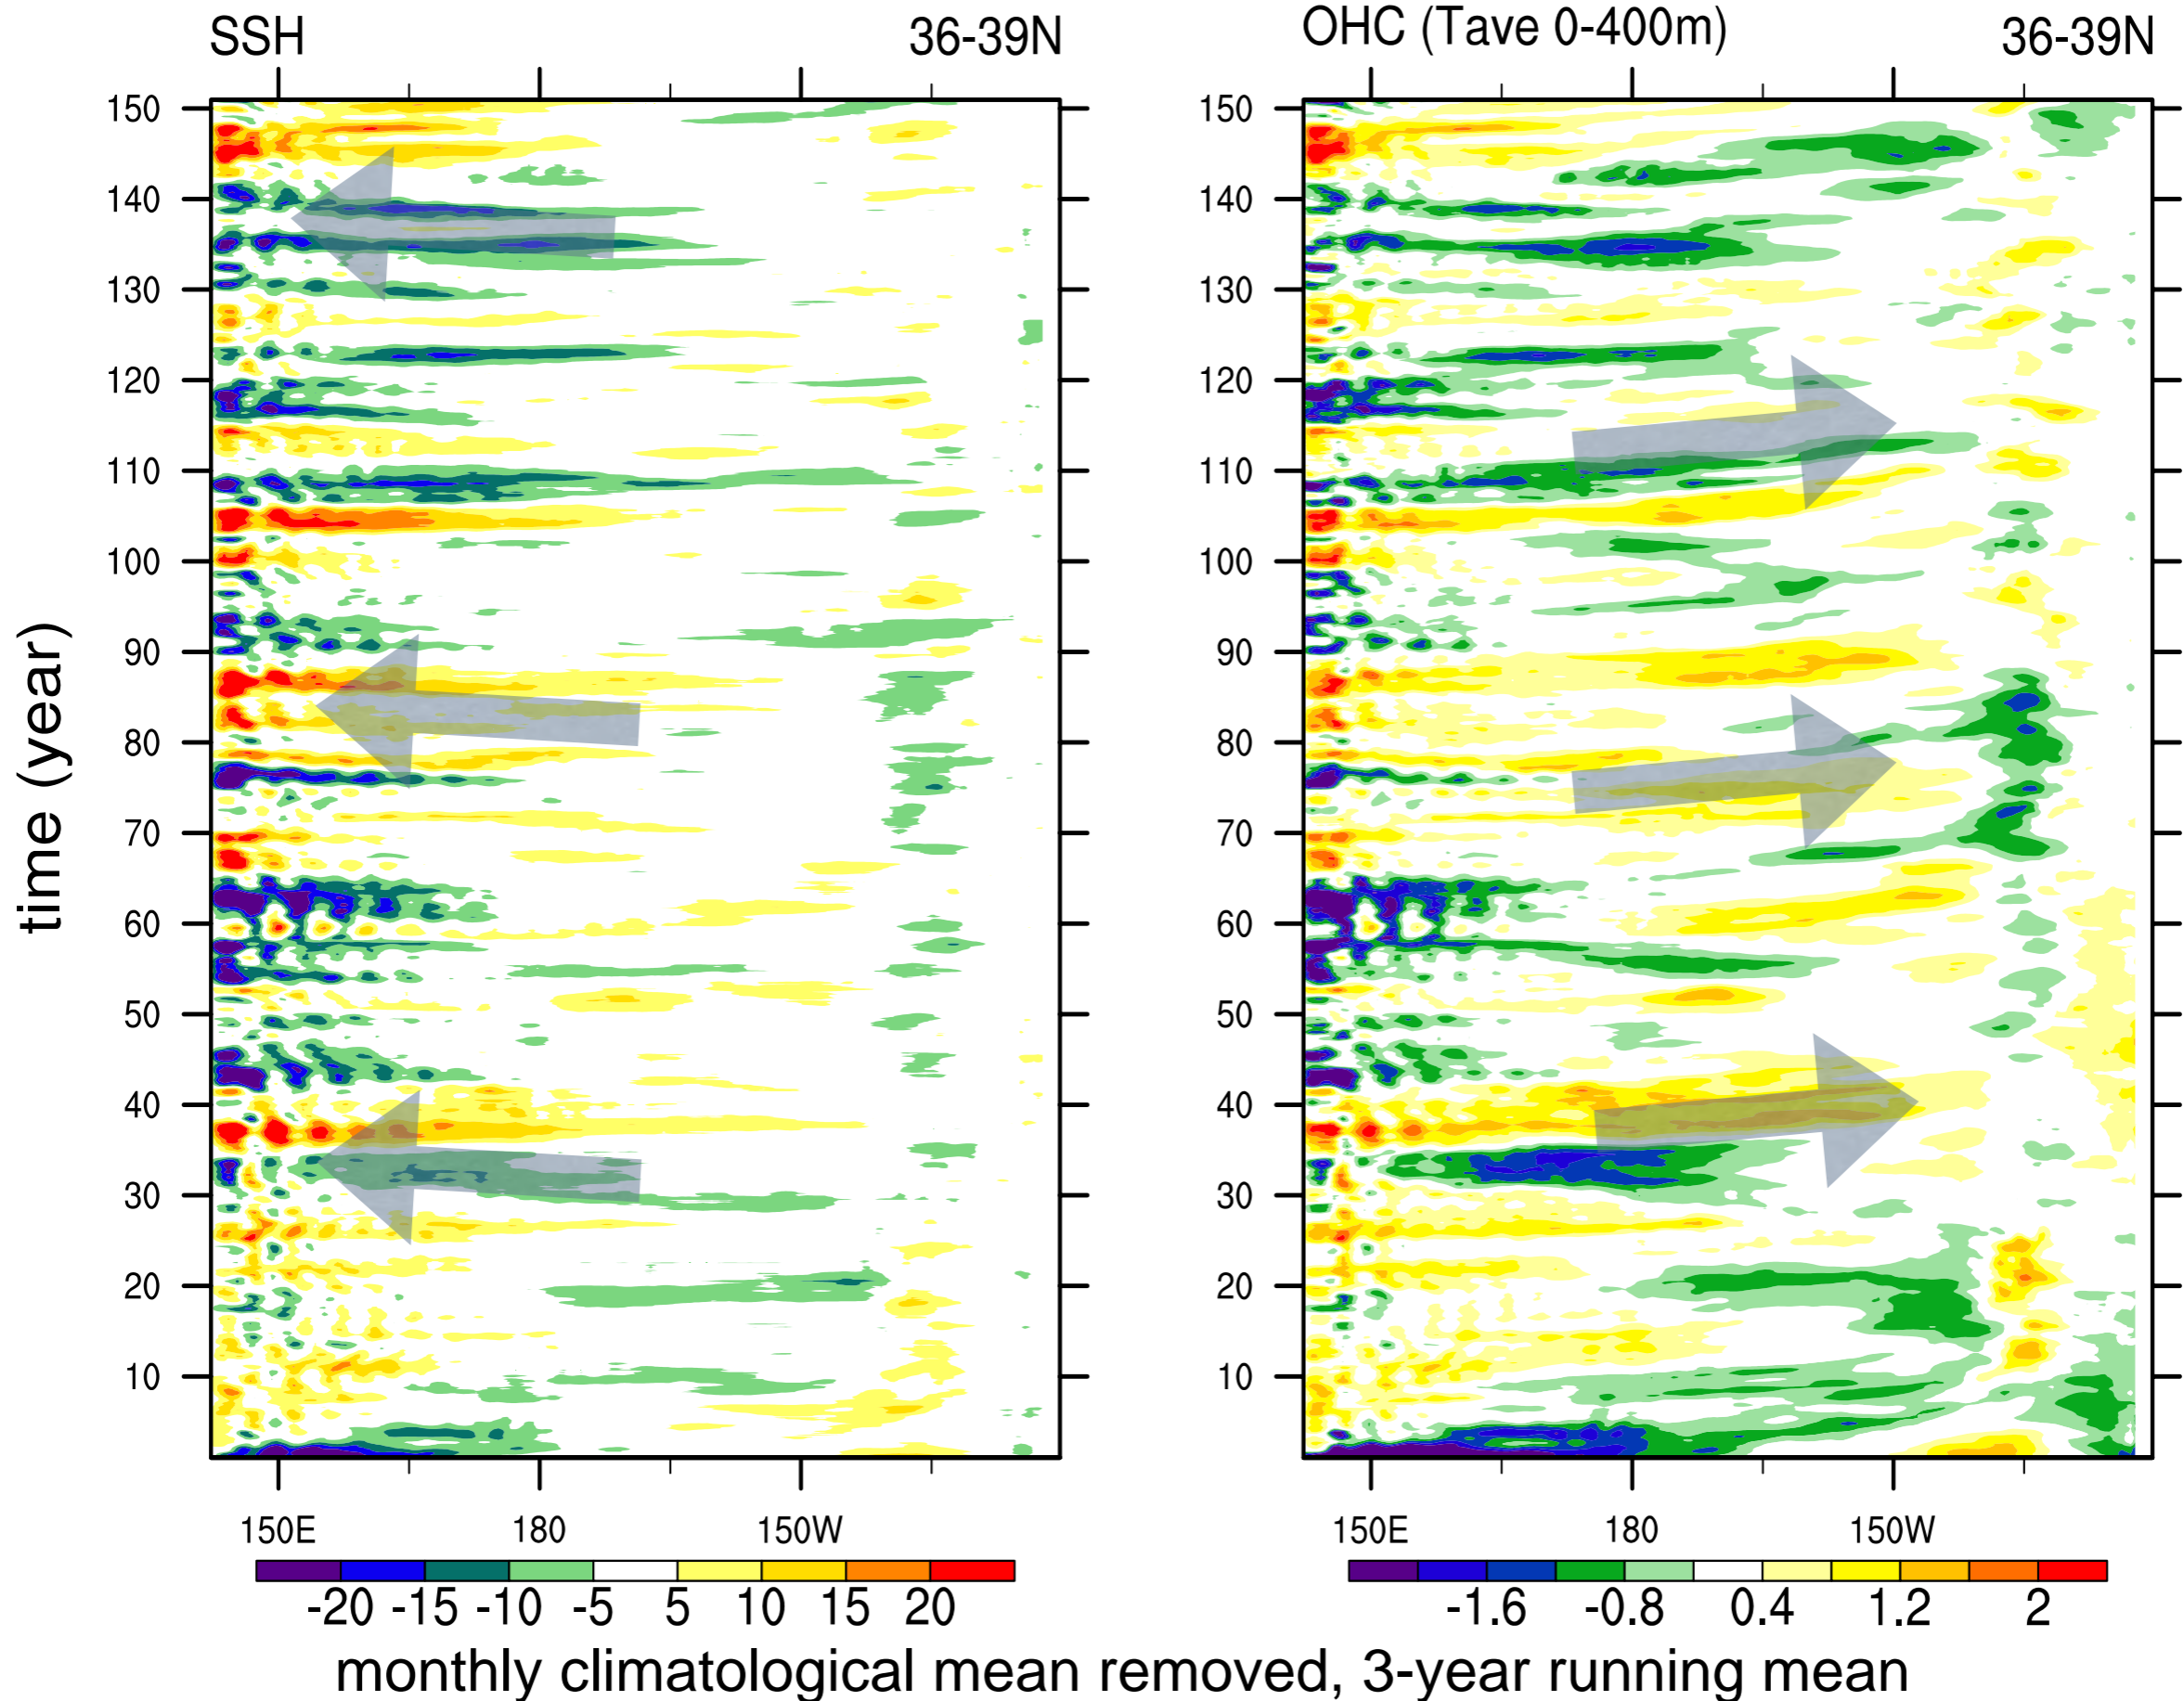 SSH 36-39N
OHC (Tave 0-400m) 36-39N
time (year)
150 150
140 140
130 130
120 120
110 110
100 100
90 90
80 80
70 70
60 60
50 50
40 40
30 30
20 20
10 10
150E 180 150W 150E 180 150W
-20 -15 -10 -5 5 10 15 20 -1.6 -0.8 0.4 1.2 2
monthly climatological mean removed, 3-year running mean